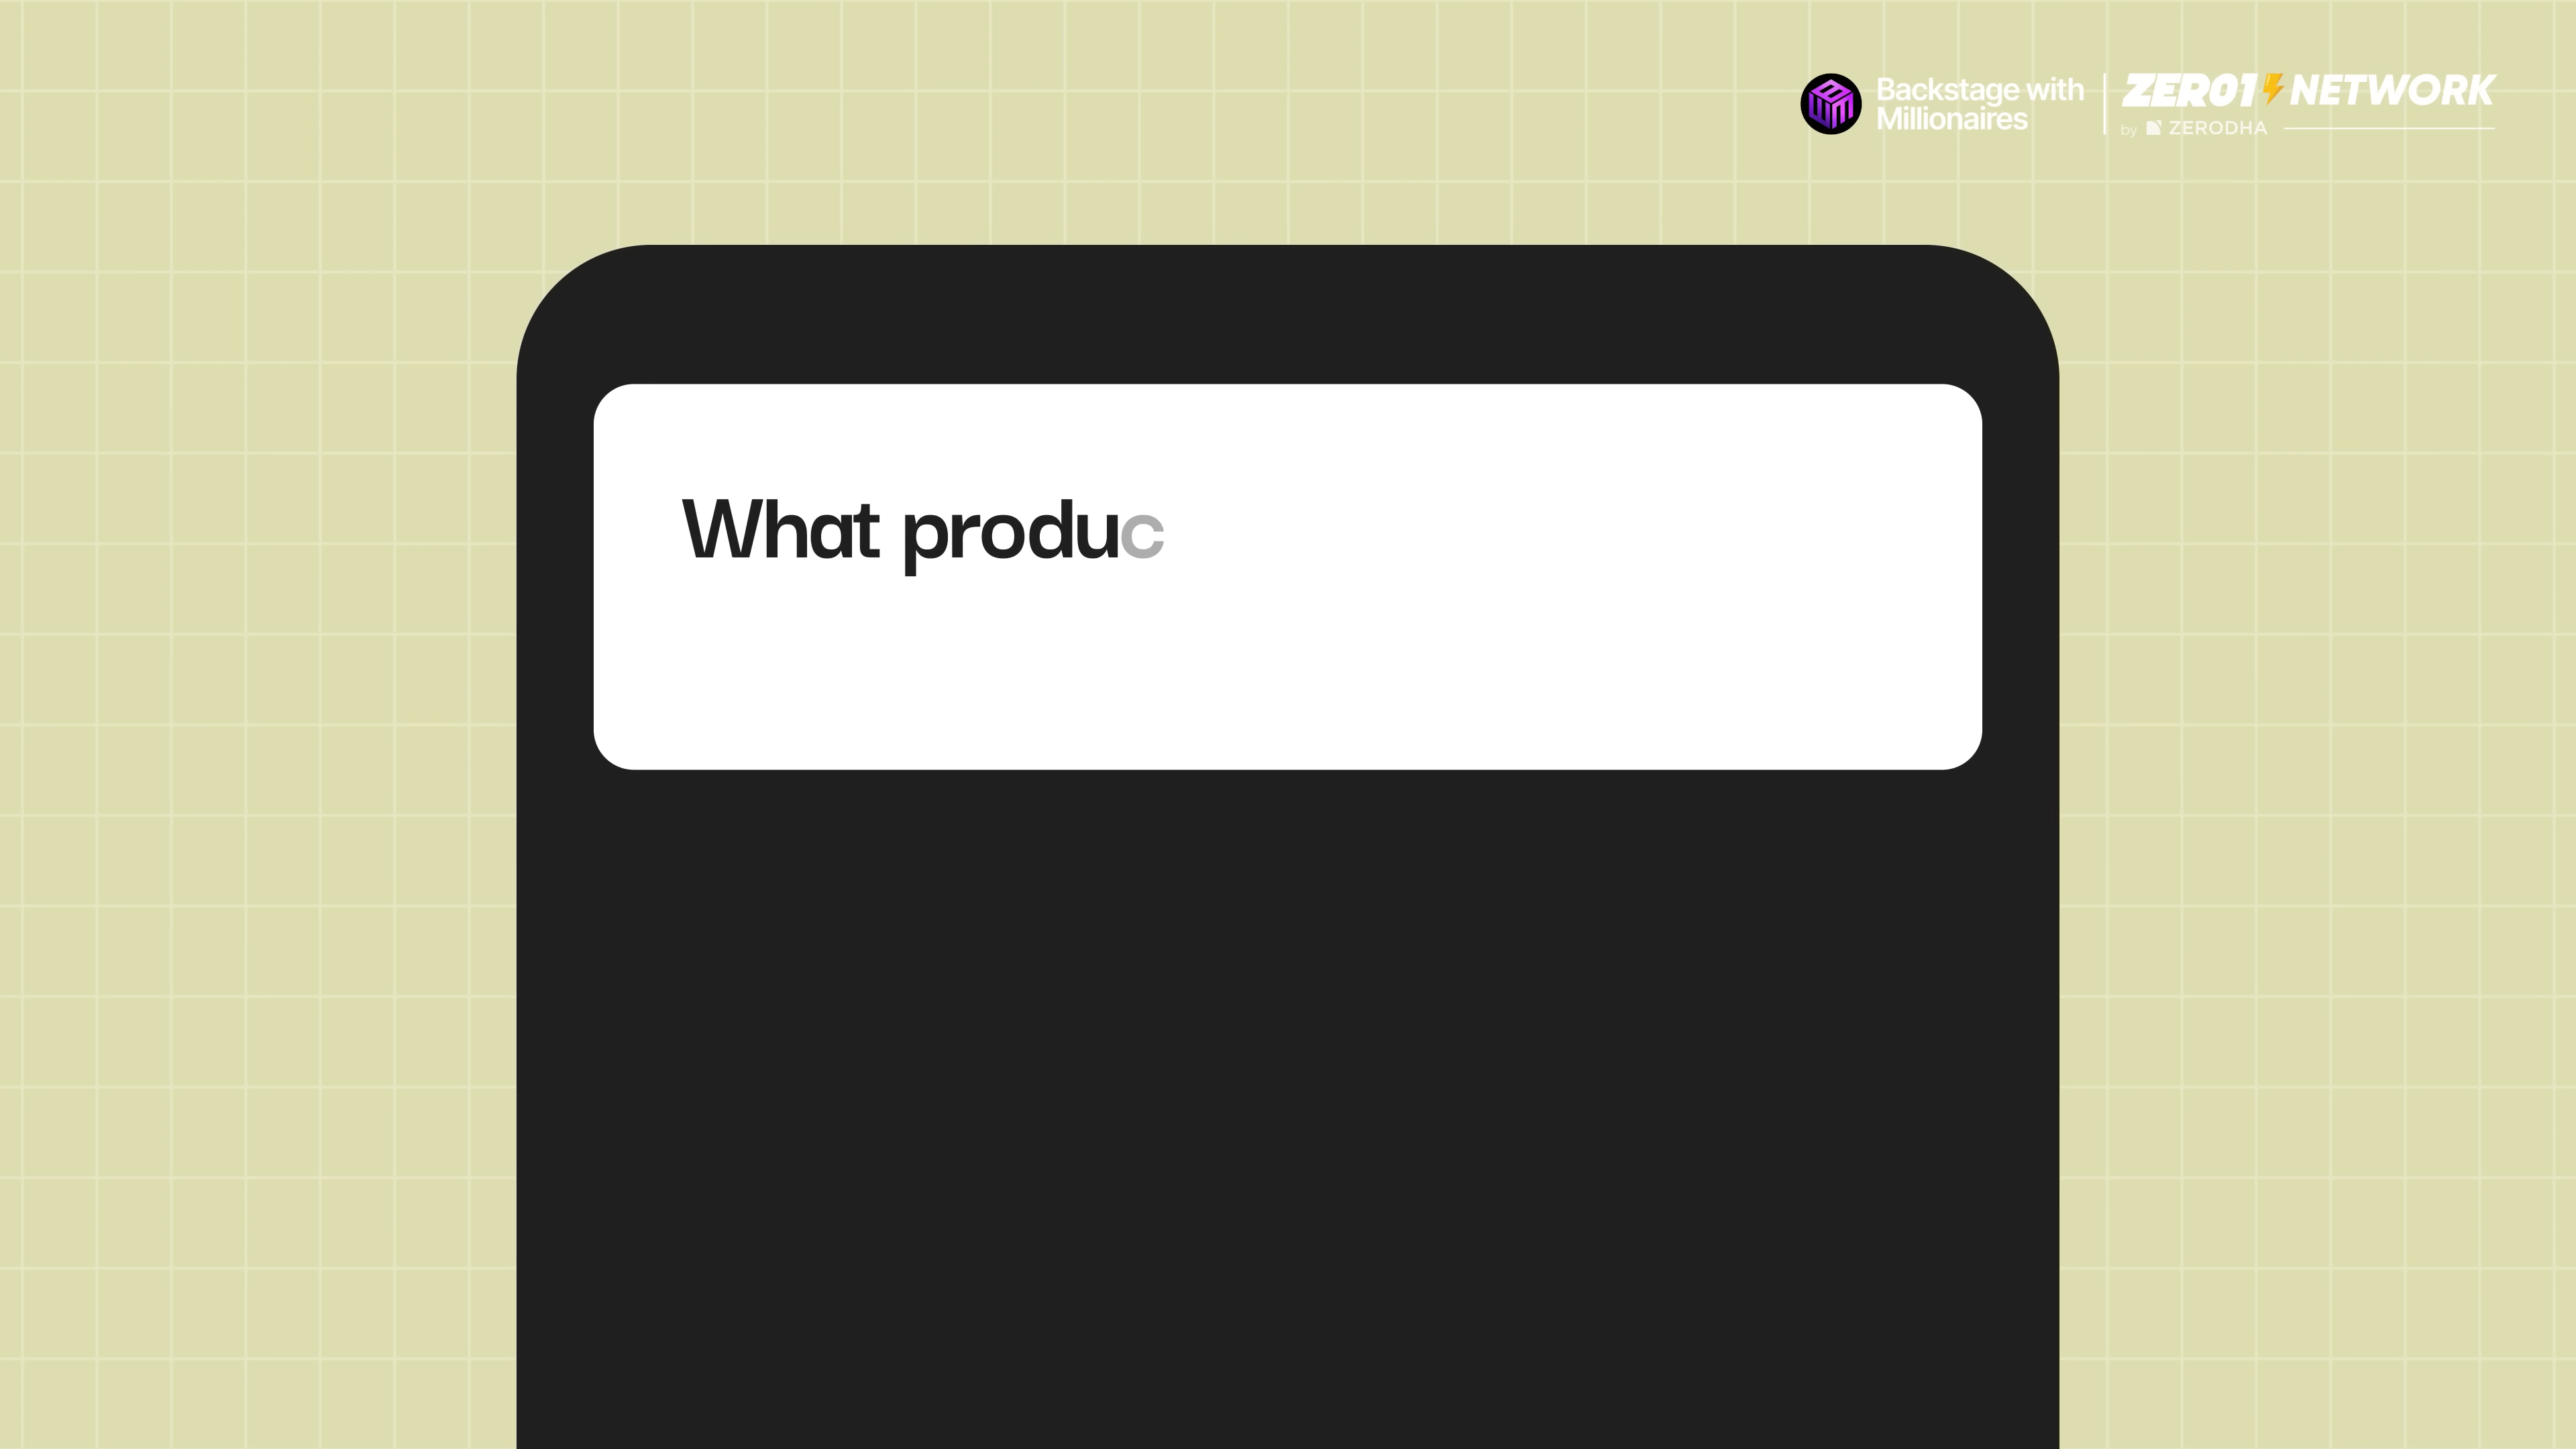 Backstage with
Millionaires
ZERO1 NETWORK
by ZERODHA
What produc